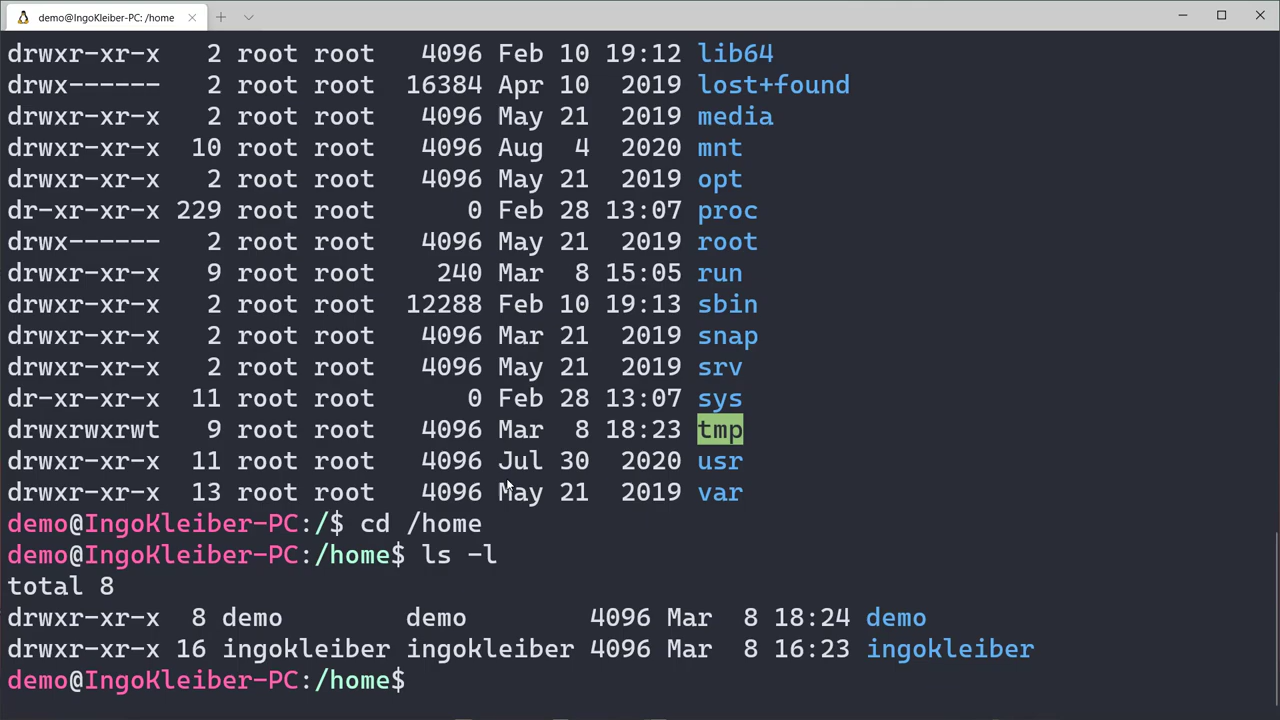 demo@IngoKleiber-PC: /home
drwxr-xr-x   2 root root   4096 Feb 10 19:12 lib64
drwx------   2 root root  16384 Apr 10  2019 lost+found
drwxr-xr-x   2 root root   4096 May 21  2019 media
drwxr-xr-x  10 root root   4096 Aug  4  2020 mnt
drwxr-xr-x   2 root root   4096 May 21  2019 opt
dr-xr-xr-x 229 root root      0 Feb 28 13:07 proc
drwx------   2 root root   4096 May 21  2019 root
drwxr-xr-x   9 root root    240 Mar  8 15:05 run
drwxr-xr-x   2 root root  12288 Feb 10 19:13 sbin
drwxr-xr-x   2 root root   4096 Mar 21  2019 snap
drwxr-xr-x   2 root root   4096 May 21  2019 srv
dr-xr-xr-x  11 root root      0 Feb 28 13:07 sys
drwxrwxrwt   9 root root   4096 Mar  8 18:23 tmp
drwxr-xr-x  11 root root   4096 Jul 30  2020 usr
drwxr-xr-x  13 root root   4096 May 21  2019 var
demo@IngoKleiber-PC:/$ cd /home
demo@IngoKleiber-PC:/home$ ls -l
total 8
drwxr-xr-x  8 demo        demo        4096 Mar  8 18:24 demo
drwxr-xr-x 16 ingokleiber ingokleiber 4096 Mar  8 16:23 ingokleiber
demo@IngoKleiber-PC:/home$